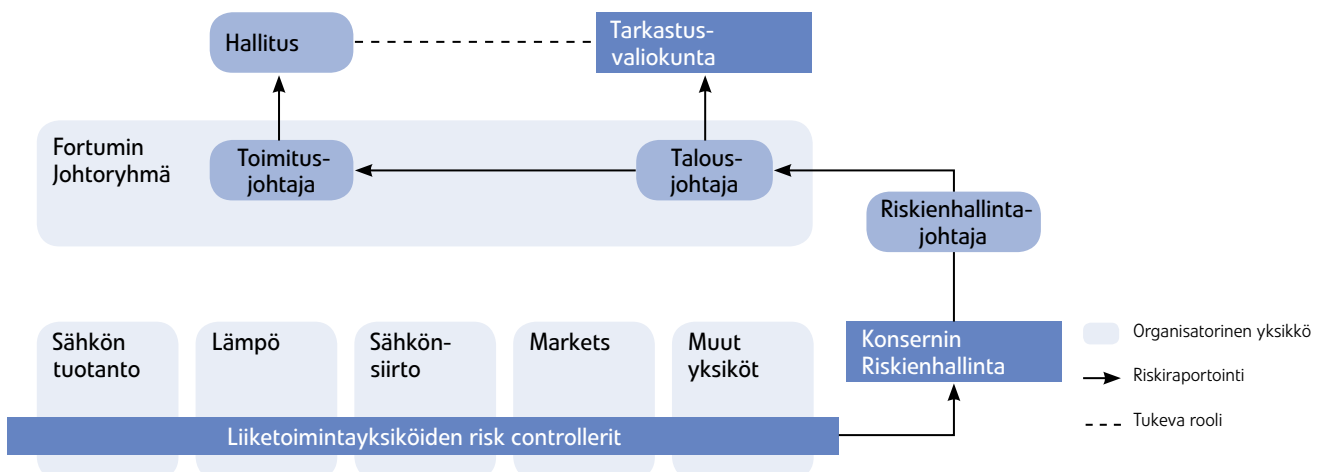 Hallitus
Tarkastus-
valiokunta
Fortumin
Johtoryhmä
Toimitus-
johtaja
Talous-
johtaja
Riskienhallinta-
johtaja
Sähkön
tuotanto
Lämpö
Sähkön-
siirto
Markets
Muut
yksiköt
Konsernin
Riskienhallinta
Liiketoimintayksiköiden risk controllerit
Organisatorinen yksikkö
Riskiraportointi
Tukeva rooli